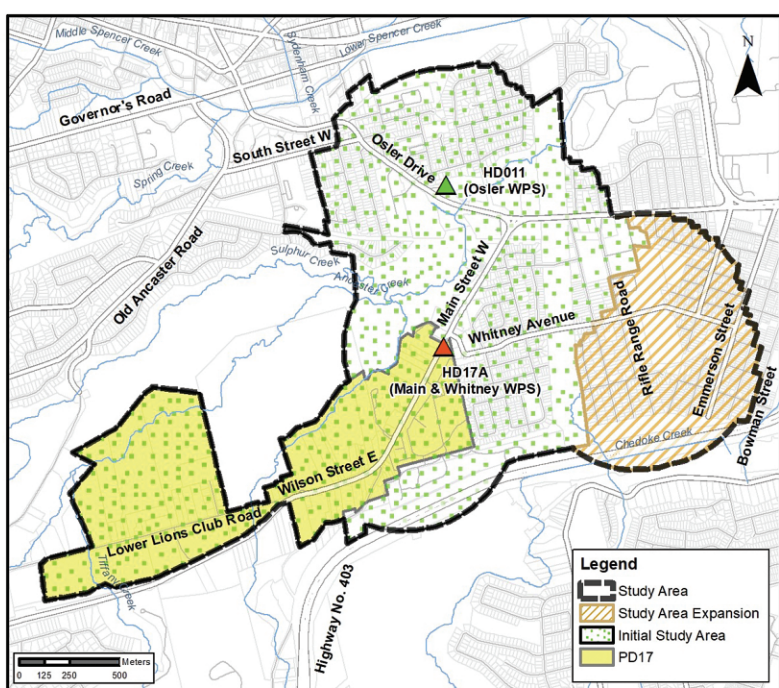 Middle Spencer Creek
Sydenham Creek
Lower Spencer Creek
N
Governor's Road
South Street W
Osler Drive
HD011
(Osler WPS)
Spring Creek
Old Ancaster Road
Sulphur Creek
Ancaster Creek
Main Street W
Whitney Avenue
Rifle Range Road
Emmerson Street
Bowman Street
HD17A
(Main & Whitney WPS)
Chedoke Creek
Wilson Street E
Lower Lions Club Road
Tiffany Creek
Highway No. 403
Legend
Study Area
Study Area Expansion
Initial Study Area
PD17
Meters
0 125 250 500